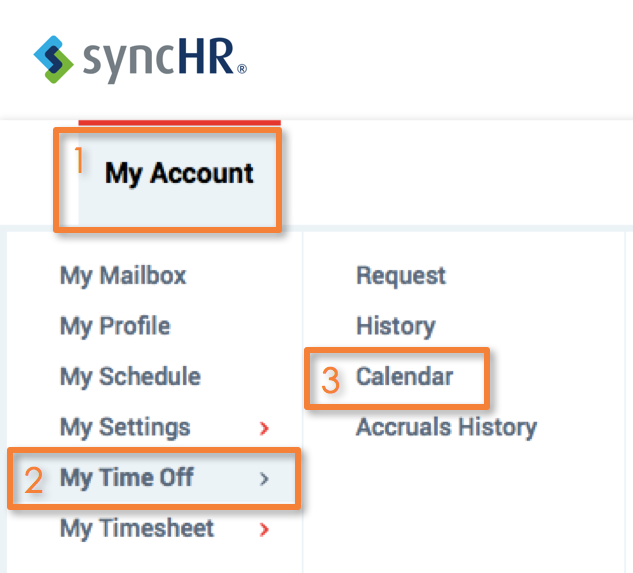 syncHR®
1
My Account
My Mailbox
My Profile
My Schedule
My Settings >
2 My Time Off >
My Timesheet >
Request
History
3 Calendar
Accruals History